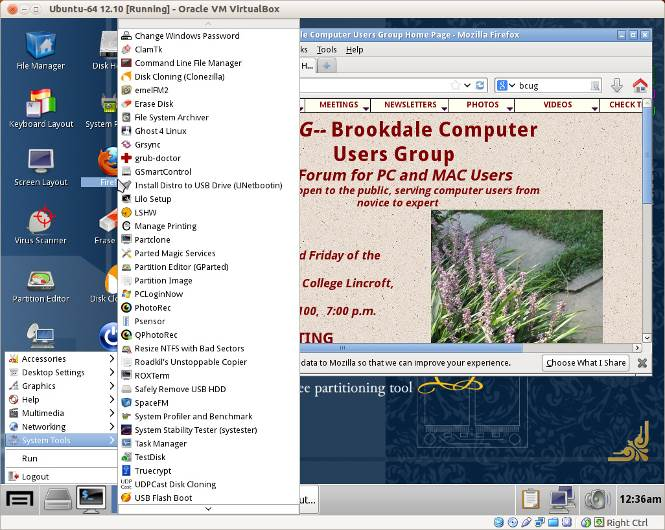 Ubuntu-64 12.10 [Running] - Oracle VM VirtualBox
File Manager
Keyboard Layout
Screen Layout
Virus Scanner
Partition Editor
Change Windows Password
ClamTk
Command Line File Manager
Disk Cloning (Clonezilla)
emelFM2
Erase Disk
File System Archiver
Ghost 4 Linux
Grsync
grub-doctor
GSmartControl
Install Distro to USB Drive (UNetbootin)
Lilo Setup
LSHW
Manage Printing
Partclone
Parted Magic Services
Partition Editor (GParted)
Partition Image
PCLoginNow
PhotoRec
Psensor
QPhotoRec
Resize NTFS with Bad Sectors
Roadkil's Unstoppable Copier
ROXTerm
Safely Remove USB HDD
SpaceFM
System Profiler and Benchmark
System Stability Tester (systester)
Task Manager
TestDisk
Truecrypt
UDPCast Disk Cloning
USB Flash Boot
Computer Users Group Home Page - Mozilla Firefox
Tools Help
H...
bcug
MEETINGS NEWSLETTERS PHOTOS VIDEOS CHECK
G-- Brookdale Computer
Users Group
Forum for PC and MAC Users
open to the public, serving computer users from
novice to expert
d Friday of the
College Lincroft,
100, 7:00 p.m.
TING
data to Mozilla so that we can improve your experience.
Choose What I Share
ee partitioning tool
Accessories
Desktop Settings
Graphics
Help
Multimedia
Networking
System Tools
Run
Logout
ut...
12:36am
Right Ctrl